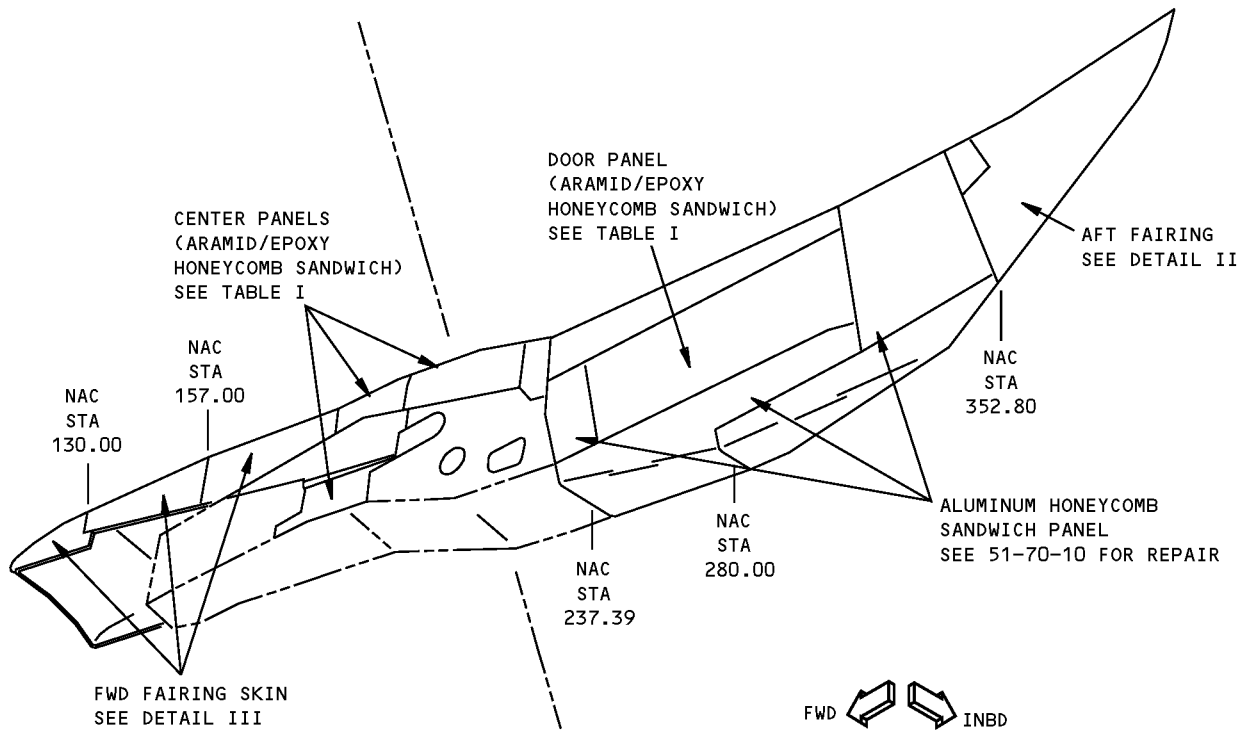 DOOR PANEL
(ARAMID/EPOXY
HONEYCOMB SANDWICH)
SEE TABLE I
CENTER PANELS
(ARAMID/EPOXY
HONEYCOMB SANDWICH)
SEE TABLE I
AFT FAIRING
SEE DETAIL II
NAC
STA
157.00
NAC
STA
130.00
NAC
STA
352.80
ALUMINUM HONEYCOMB
SANDWICH PANEL
SEE 51-70-10 FOR REPAIR
NAC
STA
280.00
NAC
STA
237.39
FWD FAIRING SKIN
SEE DETAIL III
FWD
INBD